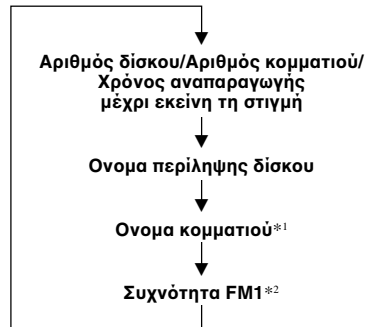 Αριθμός δίσκου/Αριθμός κομματιού/
Χρόνος αναπαραγωγής
μέχρι εκείνη τη στιγμή
Ονομα περίληψης δίσκου
Ονομα κομματιού*1
Συχνότητα FM1*2